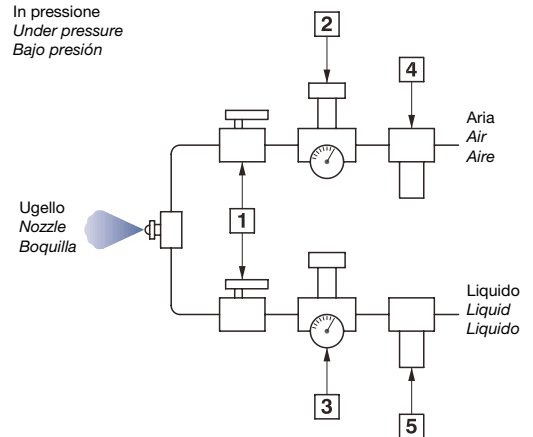 In pressione
Under pressure
Bajo presión
2
4
Aria
Air
Aire
Ugello
Nozzle
Boquilla
1
Liquido
Liquid
Liquido
3
5